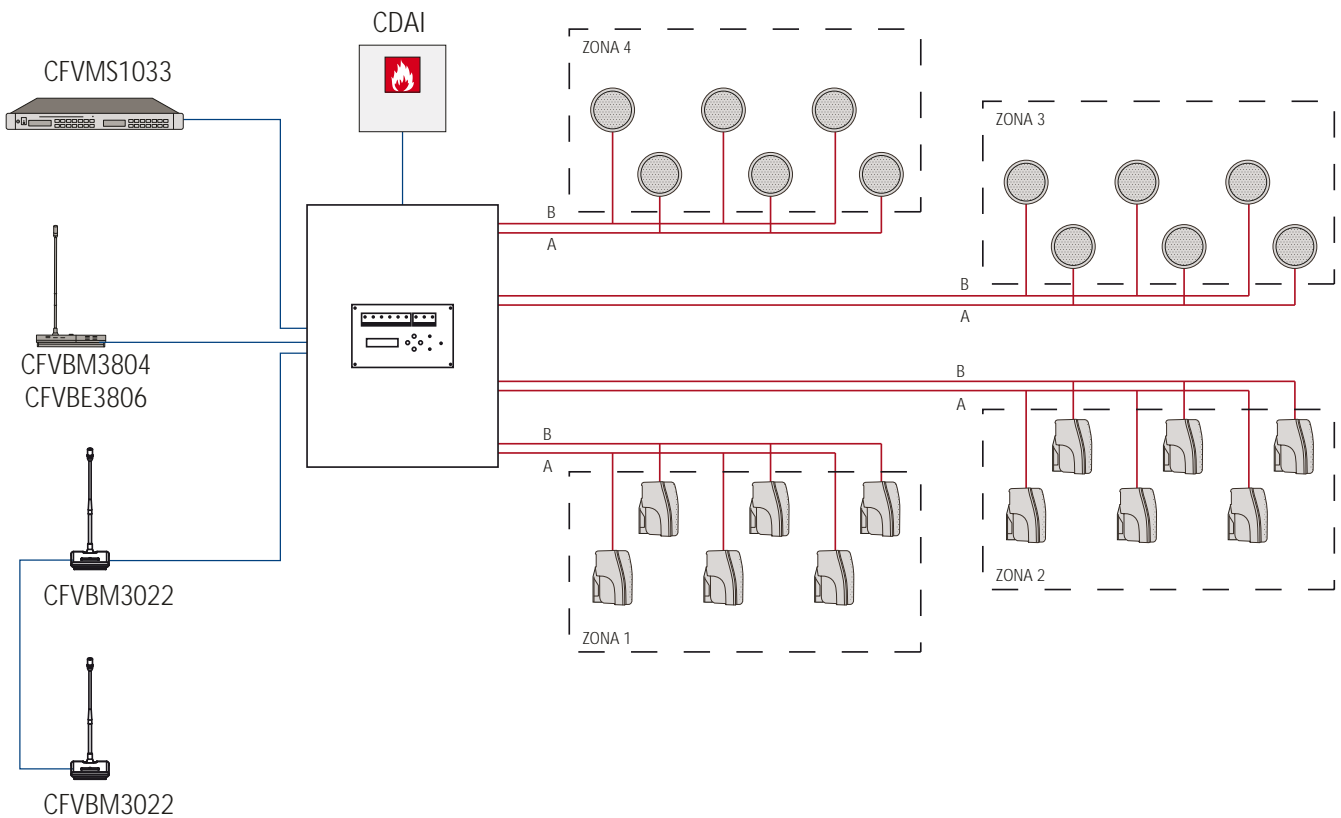 CDAI
CFVMS1033
CFVBM3804
CFVBE3806
CFVBM3022
CFVBM3022
ZONA 4
B
A
ZONA 3
B
A
B
A
ZONA 2
B
A
ZONA 1